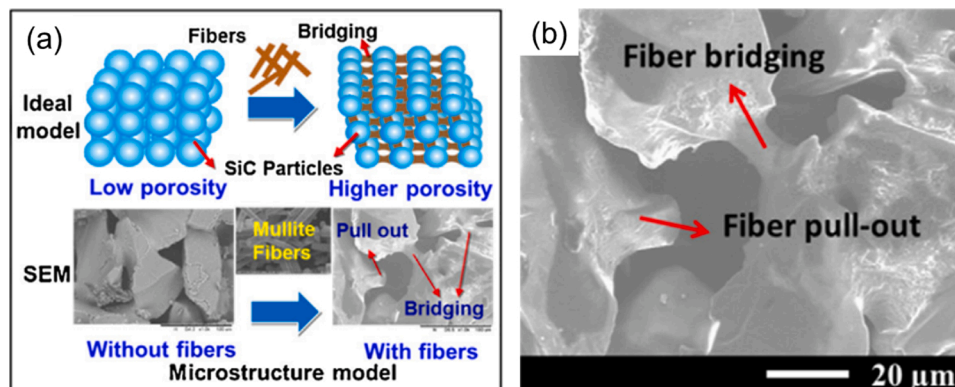 (a)
Fibers
Bridging
Ideal
model
SiC Particles
Low porosity
Higher porosity
SEM
Mullite
Fibers
Pull out
Bridging
Without fibers
With fibers
Microstructure model
(b)
Fiber bridging
Fiber pull-out
20 μm